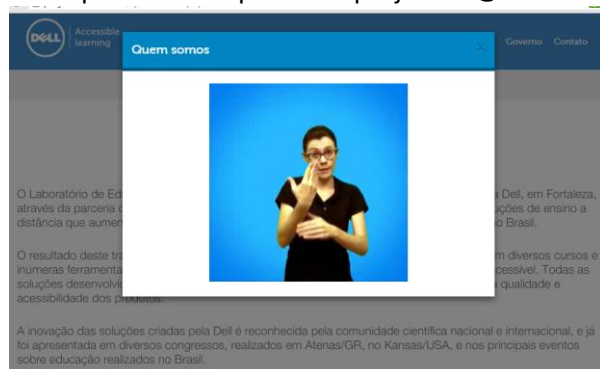 DELL
Accessible
learning
Quem somos
X
Governo Contato
O Laboratório de Ed
a Dell, em Fortaleza,
através da parceria
uções de ensino a
distância que aumen
o Brasil.
O resultado deste tra
m diversos cursos e
inúmeras ferramenta
cessível. Todas as
soluções desenvolvi
a qualidade e
acessibilidade dos produtos.
A inovação das soluções criadas pela Dell é reconhecida pela comunidade científica nacional e internacional, e já
foi apresentada em diversos congressos, realizados em Atenas/GR, no Kansas/USA, e nos principais eventos
sobre educação realizados no Brasil.